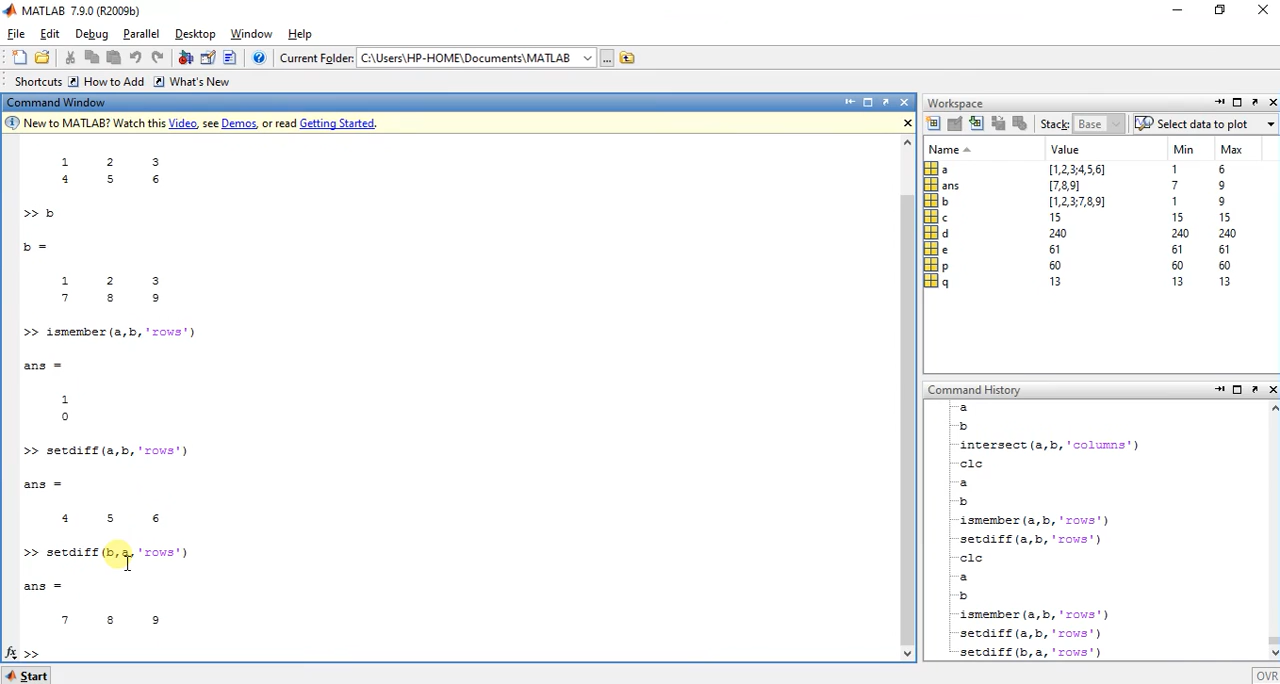 MATLAB 7.9.0 (R2009b)
File Edit Debug Parallel Desktop Window Help
Current Folder: C:\Users\HP-HOME\Documents\MATLAB ...
Shortcuts How to Add What's New
Command Window
New to MATLAB? Watch this Video, see Demos, or read Getting Started.
1 2 3
4 5 6
>> b
b =
1 2 3
7 8 9
>> ismember(a,b,'rows')
ans =
1
0
>> setdiff(a,b,'rows')
ans =
4 5 6
>> setdiff(b,a,'rows')
ans =
7 8 9
fx >>
Workspace
Stack: Base Select data to plot
Name Value Min Max
a [1,2,3;4,5,6] 1 6
ans [7,8,9] 7 9
b [1,2,3;7,8,9] 1 9
c 15 15 15
d 240 240 240
e 61 61 61
p 60 60 60
q 13 13 13
Command History
a
b
intersect(a,b,'columns')
clc
a
b
ismember(a,b,'rows')
setdiff(a,b,'rows')
clc
a
b
ismember(a,b,'rows')
setdiff(a,b,'rows')
setdiff(b,a,'rows')
Start
OVR